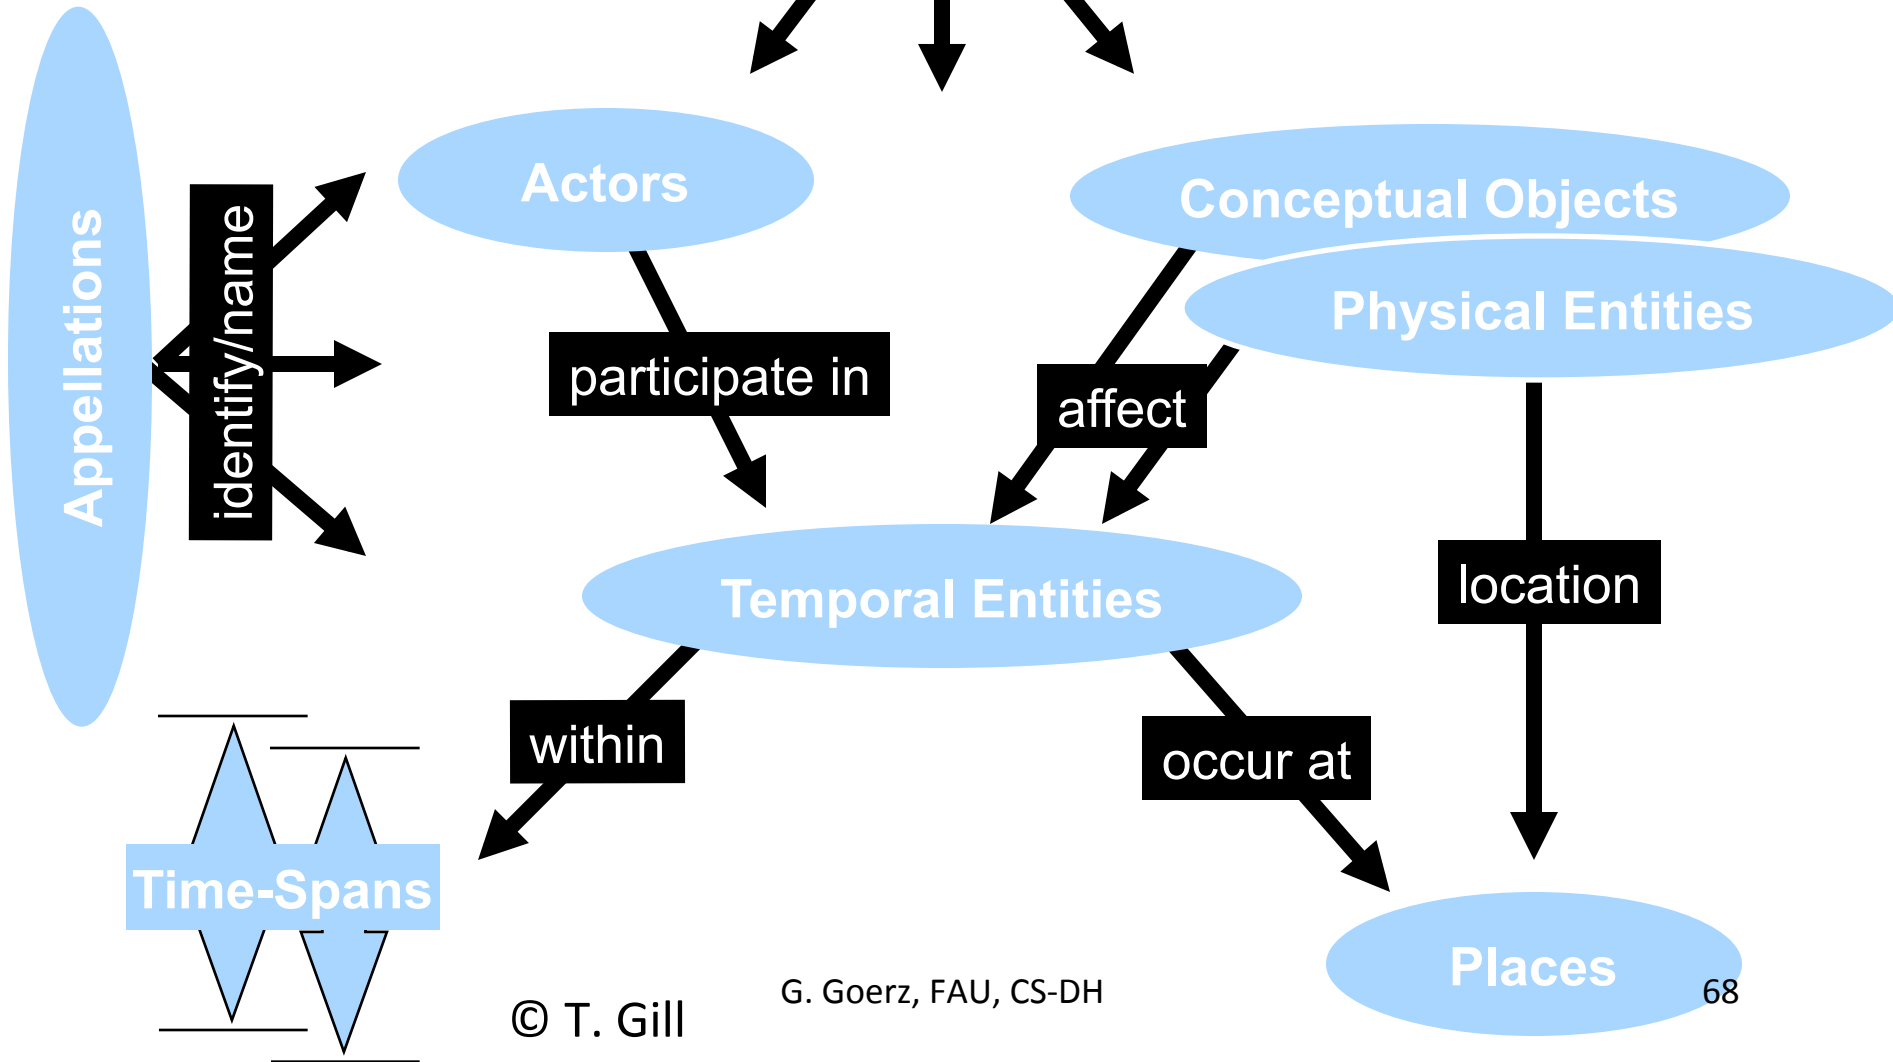 Appellations
identify/name
Actors
Conceptual Objects
Physical Entities
participate in
affect
Temporal Entities
location
within
occur at
Time-Spans
Places
© T. Gill
G. Goerz, FAU, CS-DH
68